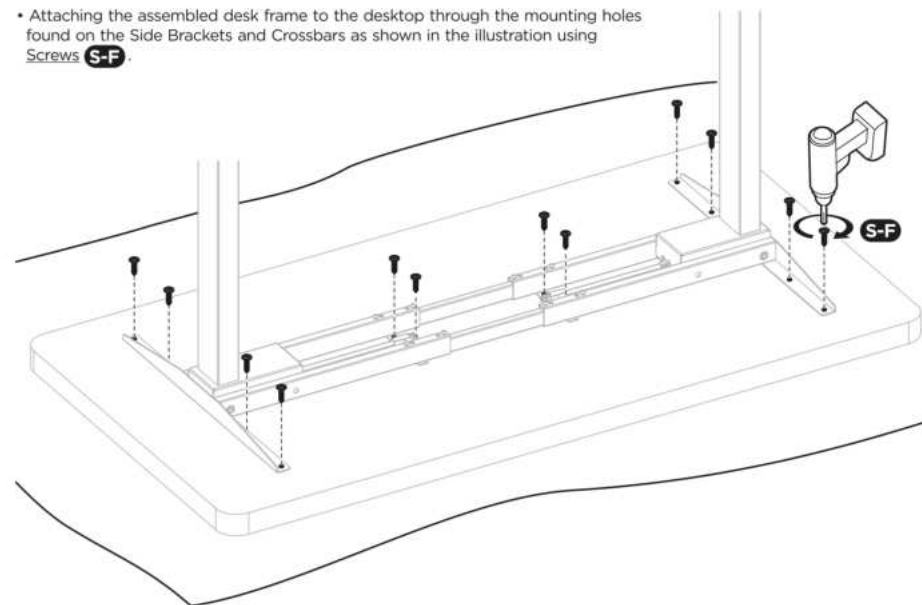 • Attaching the assembled desk frame to the desktop through the mounting holes
found on the Side Brackets and Crossbars as shown in the illustration using
Screws S-F.
S-F